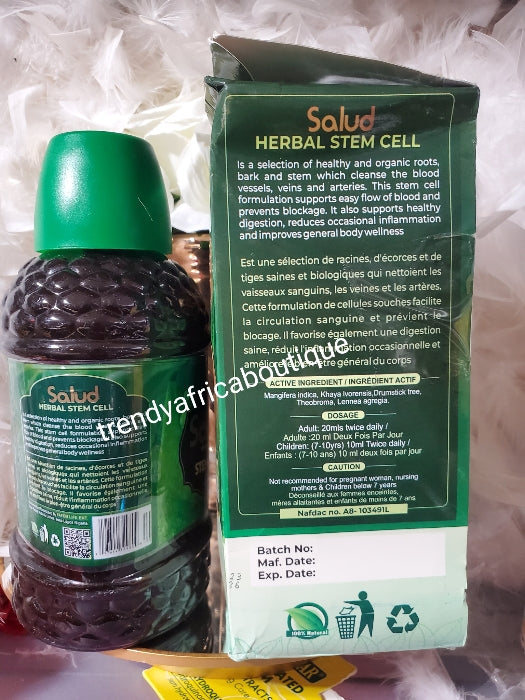 Salud
HERBAL STEM CELL
Is a selection of healthy and organic roots,
bark and stem which cleanse the blood
vessels, veins and arteries. This stem cell
formulation supports easy flow of blood and
prevents blockage. It also supports healthy
digestion, reduces occasional inflammation
and improves general body wellness
Est une sélection de racines, d'écorces et de
tiges saines et biologiques qui nettoient les
vaisseaux sanguins, les veines et les artères.
Cette formulation de cellules souches facilite
la circulation sanguine et prévient le
blocage. Il favorise également une digestion
saine, réduit l'inflammation occasionnelle et
améliore le bien-être général du corps
ACTIVE INGREDIENT / INGRÉDIENT ACTIF
Mangifera indica, Khaya Ivorensis,Drumstick tree,
Theobroma, Lennea agregia.
DOSAGE
Adult: 20mls twice daily /
Adulte :20 ml Deux Fois Par Jour
Children: (7-10yrs) 10ml Twice daily /
Enfants : (7-10 ans) 10 ml deux fois par jour
CAUTION
Not recommended for pregnant woman, nursing
mothers & Children below 7 years
Déconseillé aux femmes enceintes,
mères allaitantes et enfants de moins de 7 ans
Nafdac no. A8- 103491L
Batch No:
Maf. Date:
Exp. Date:
23
26
100% Natural
Salud
HERBAL STEM CELL
trendyafricaboutique